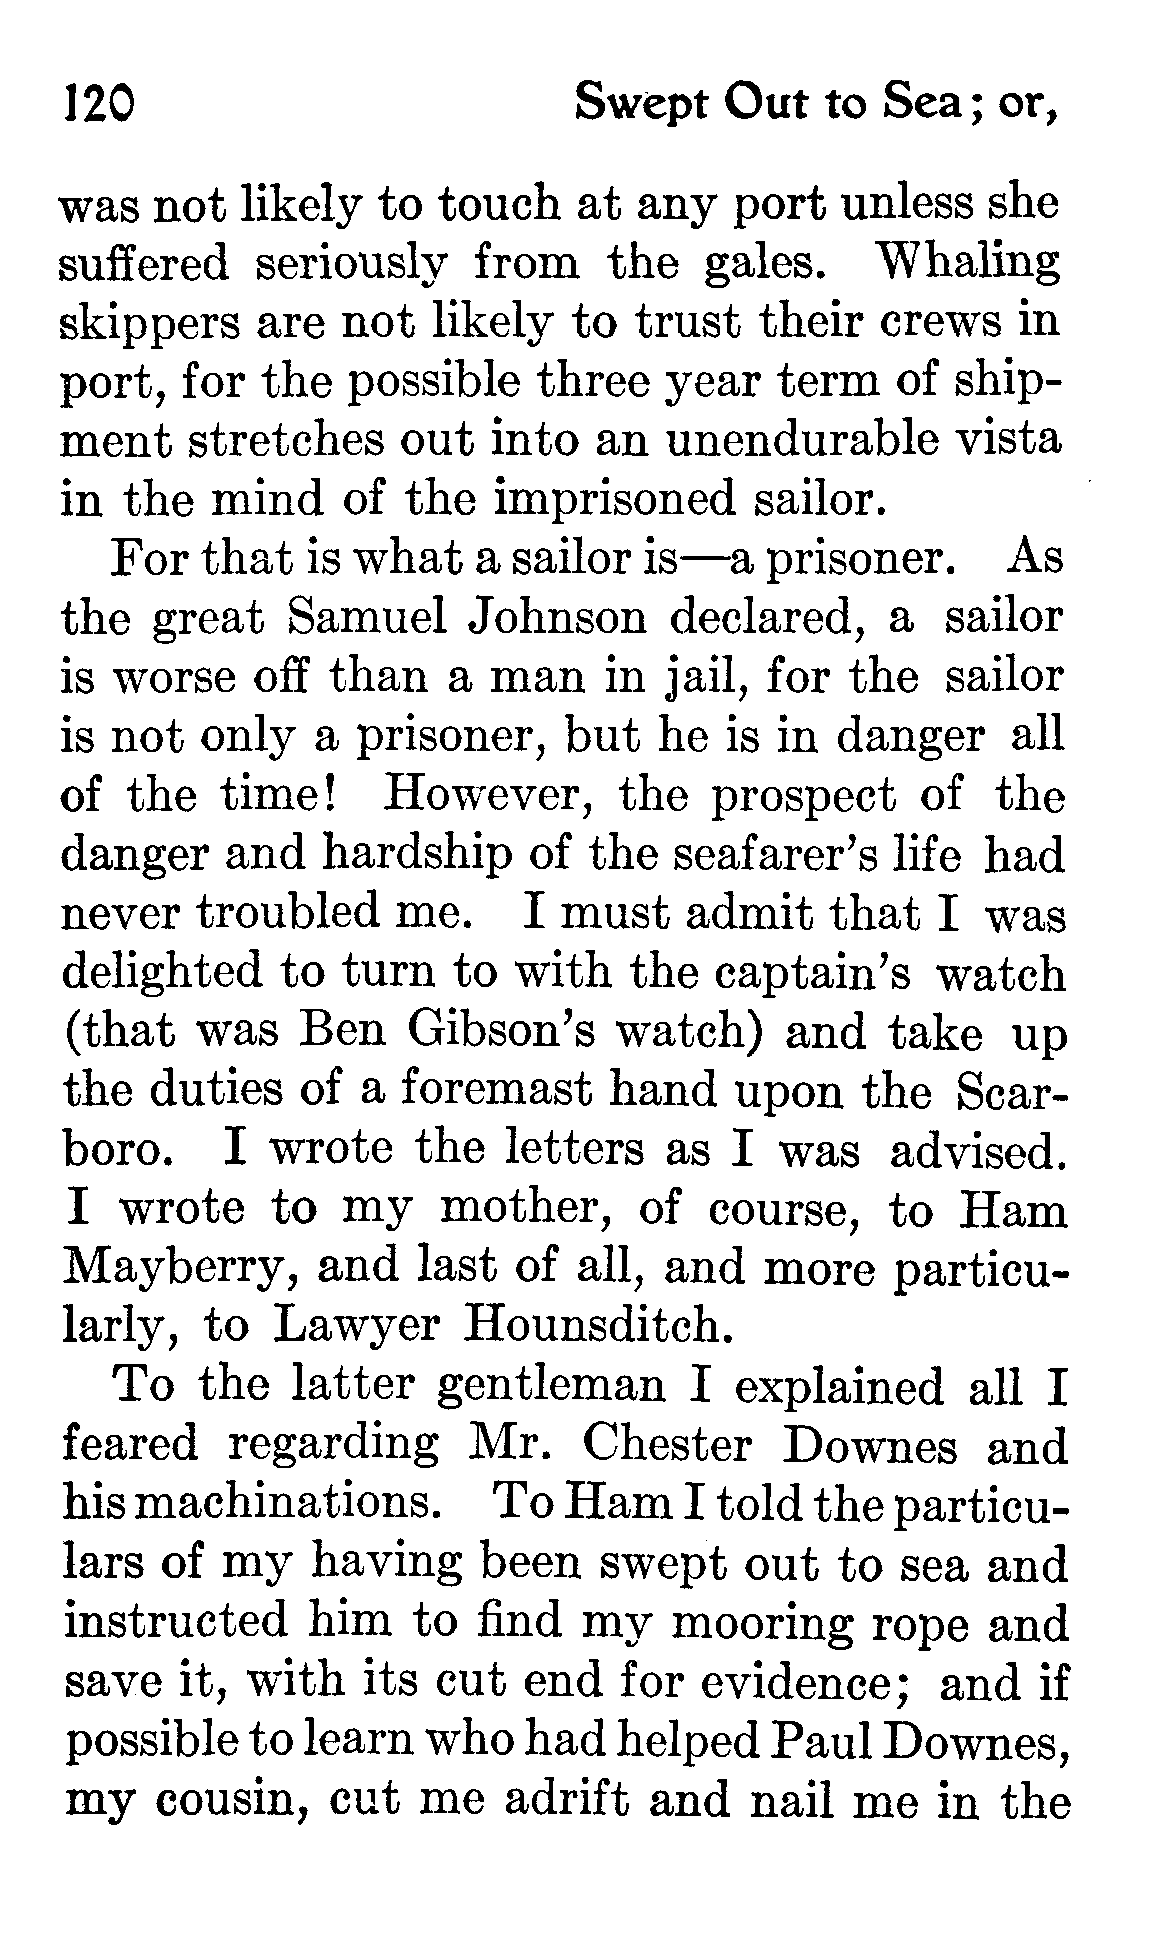 120 Swept Out to Sea; or,
was not likely to touch at any port unless she
suffered seriously from the gales. Whaling
skippers are not likely to trust their crews in
port, for the possible three year term of ship-
ment stretches out into an unendurable vista
in the mind of the imprisoned sailor.
For that is what a sailor is—a prisoner. As
the great Samuel Johnson declared, a sailor
is worse off than a man in jail, for the sailor
is not only a prisoner, but he is in danger all
of the time! However, the prospect of the
danger and hardship of the seafarer's life had
never troubled me. I must admit that I was
delighted to turn to with the captain's watch
(that was Ben Gibson's watch) and take up
the duties of a foremast hand upon the Scar-
boro. I wrote the letters as I was advised.
I wrote to my mother, of course, to Ham
Mayberry, and last of all, and more particu-
larly, to Lawyer Hounsditch.
To the latter gentleman I explained all I
feared regarding Mr. Chester Downes and
his machinations. To Ham I told the particu-
lars of my having been swept out to sea and
instructed him to find my mooring rope and
save it, with its cut end for evidence; and if
possible to learn who had helped Paul Downes,
my cousin, cut me adrift and nail me in the